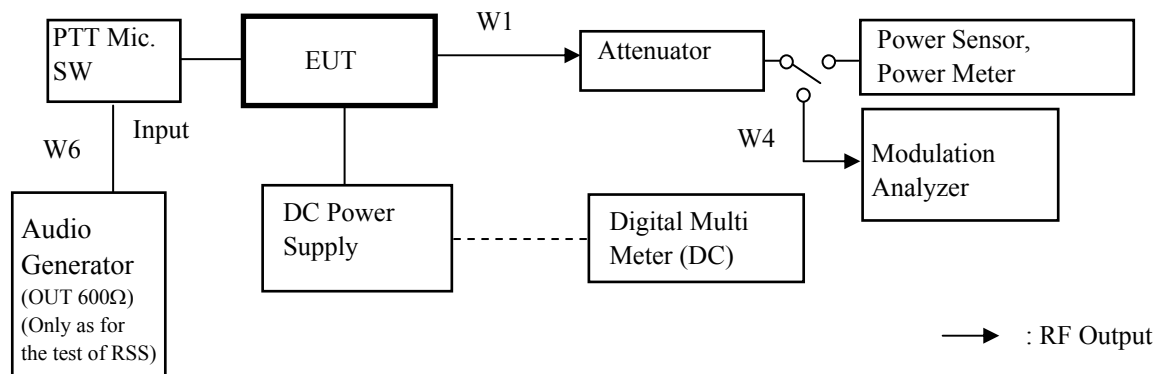 PTT Mic.
SW
EUT
W1
Attenuator
Power Sensor,
Power Meter
Input
W6
W4
Modulation
Analyzer
Audio
Generator
(OUT 600Ω)
(Only as for
the test of RSS)
DC Power
Supply
Digital Multi
Meter (DC)
: RF Output